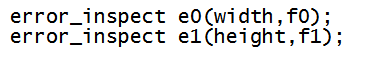 error_inspect e0(width,f0);
error_inspect e1(height,f1);